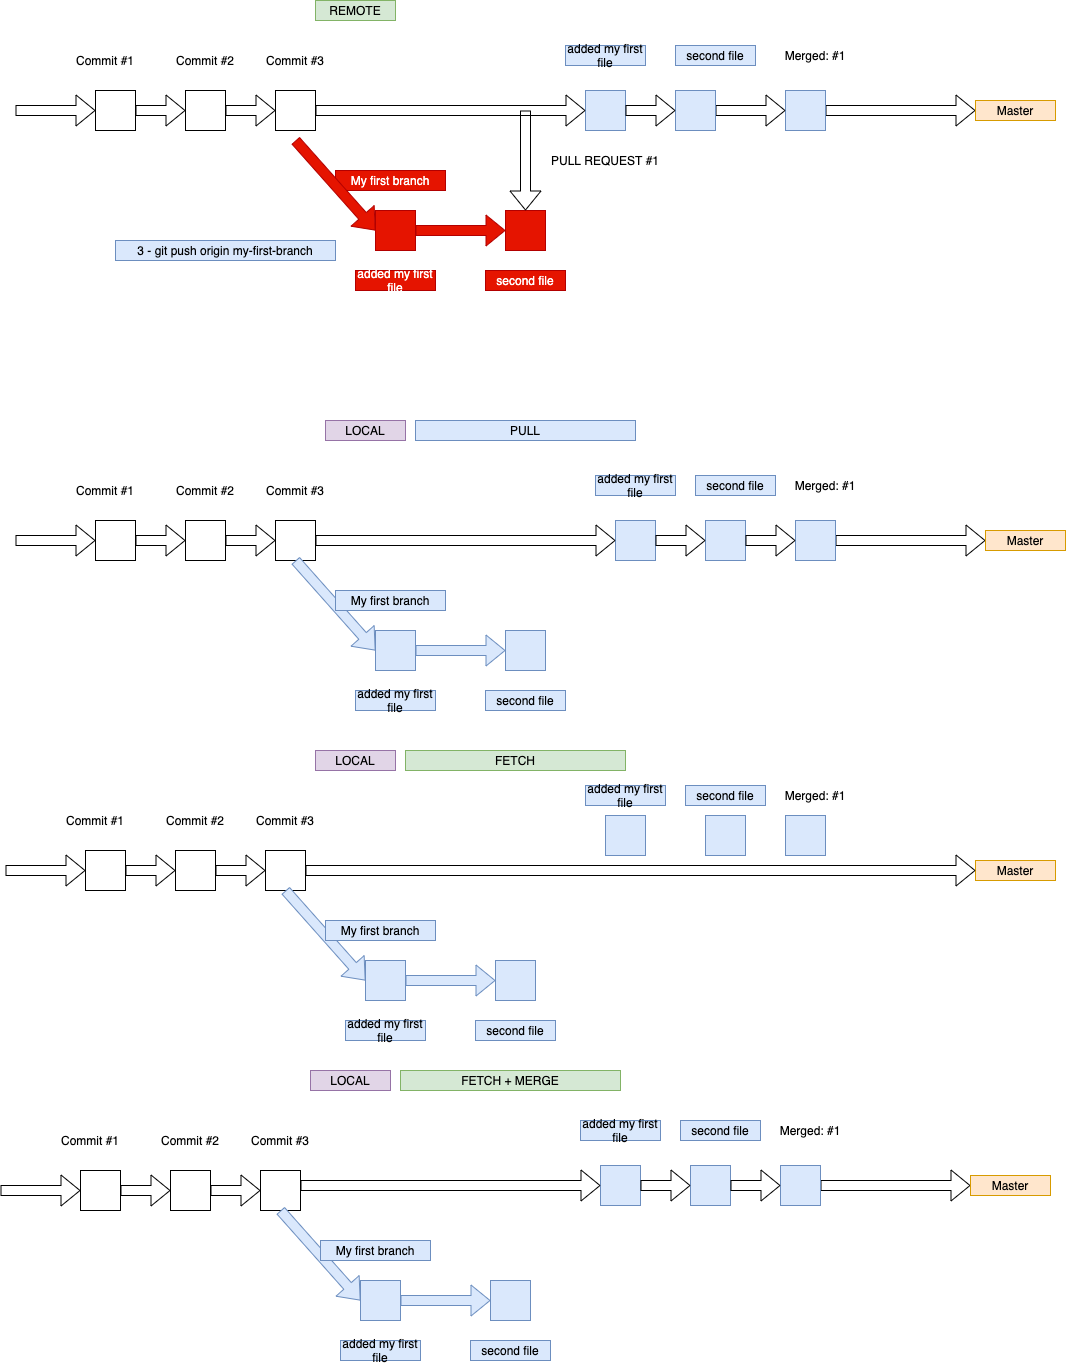 REMOTE
added my first
file
second file
Merged: #1
Commit #1
Commit #2
Commit #3
Master
PULL REQUEST #1
My first branch
3 - git push origin my-first-branch
added my first
file
second file
LOCAL
PULL
added my first
file
second file
Merged: #1
Commit #1
Commit #2
Commit #3
Master
My first branch
added my first
file
second file
LOCAL
FETCH
added my first
file
second file
Merged: #1
Commit #1
Commit #2
Commit #3
Master
My first branch
added my first
file
second file
LOCAL
FETCH + MERGE
added my first
file
second file
Merged: #1
Commit #1
Commit #2
Commit #3
Master
My first branch
added my first
file
second file